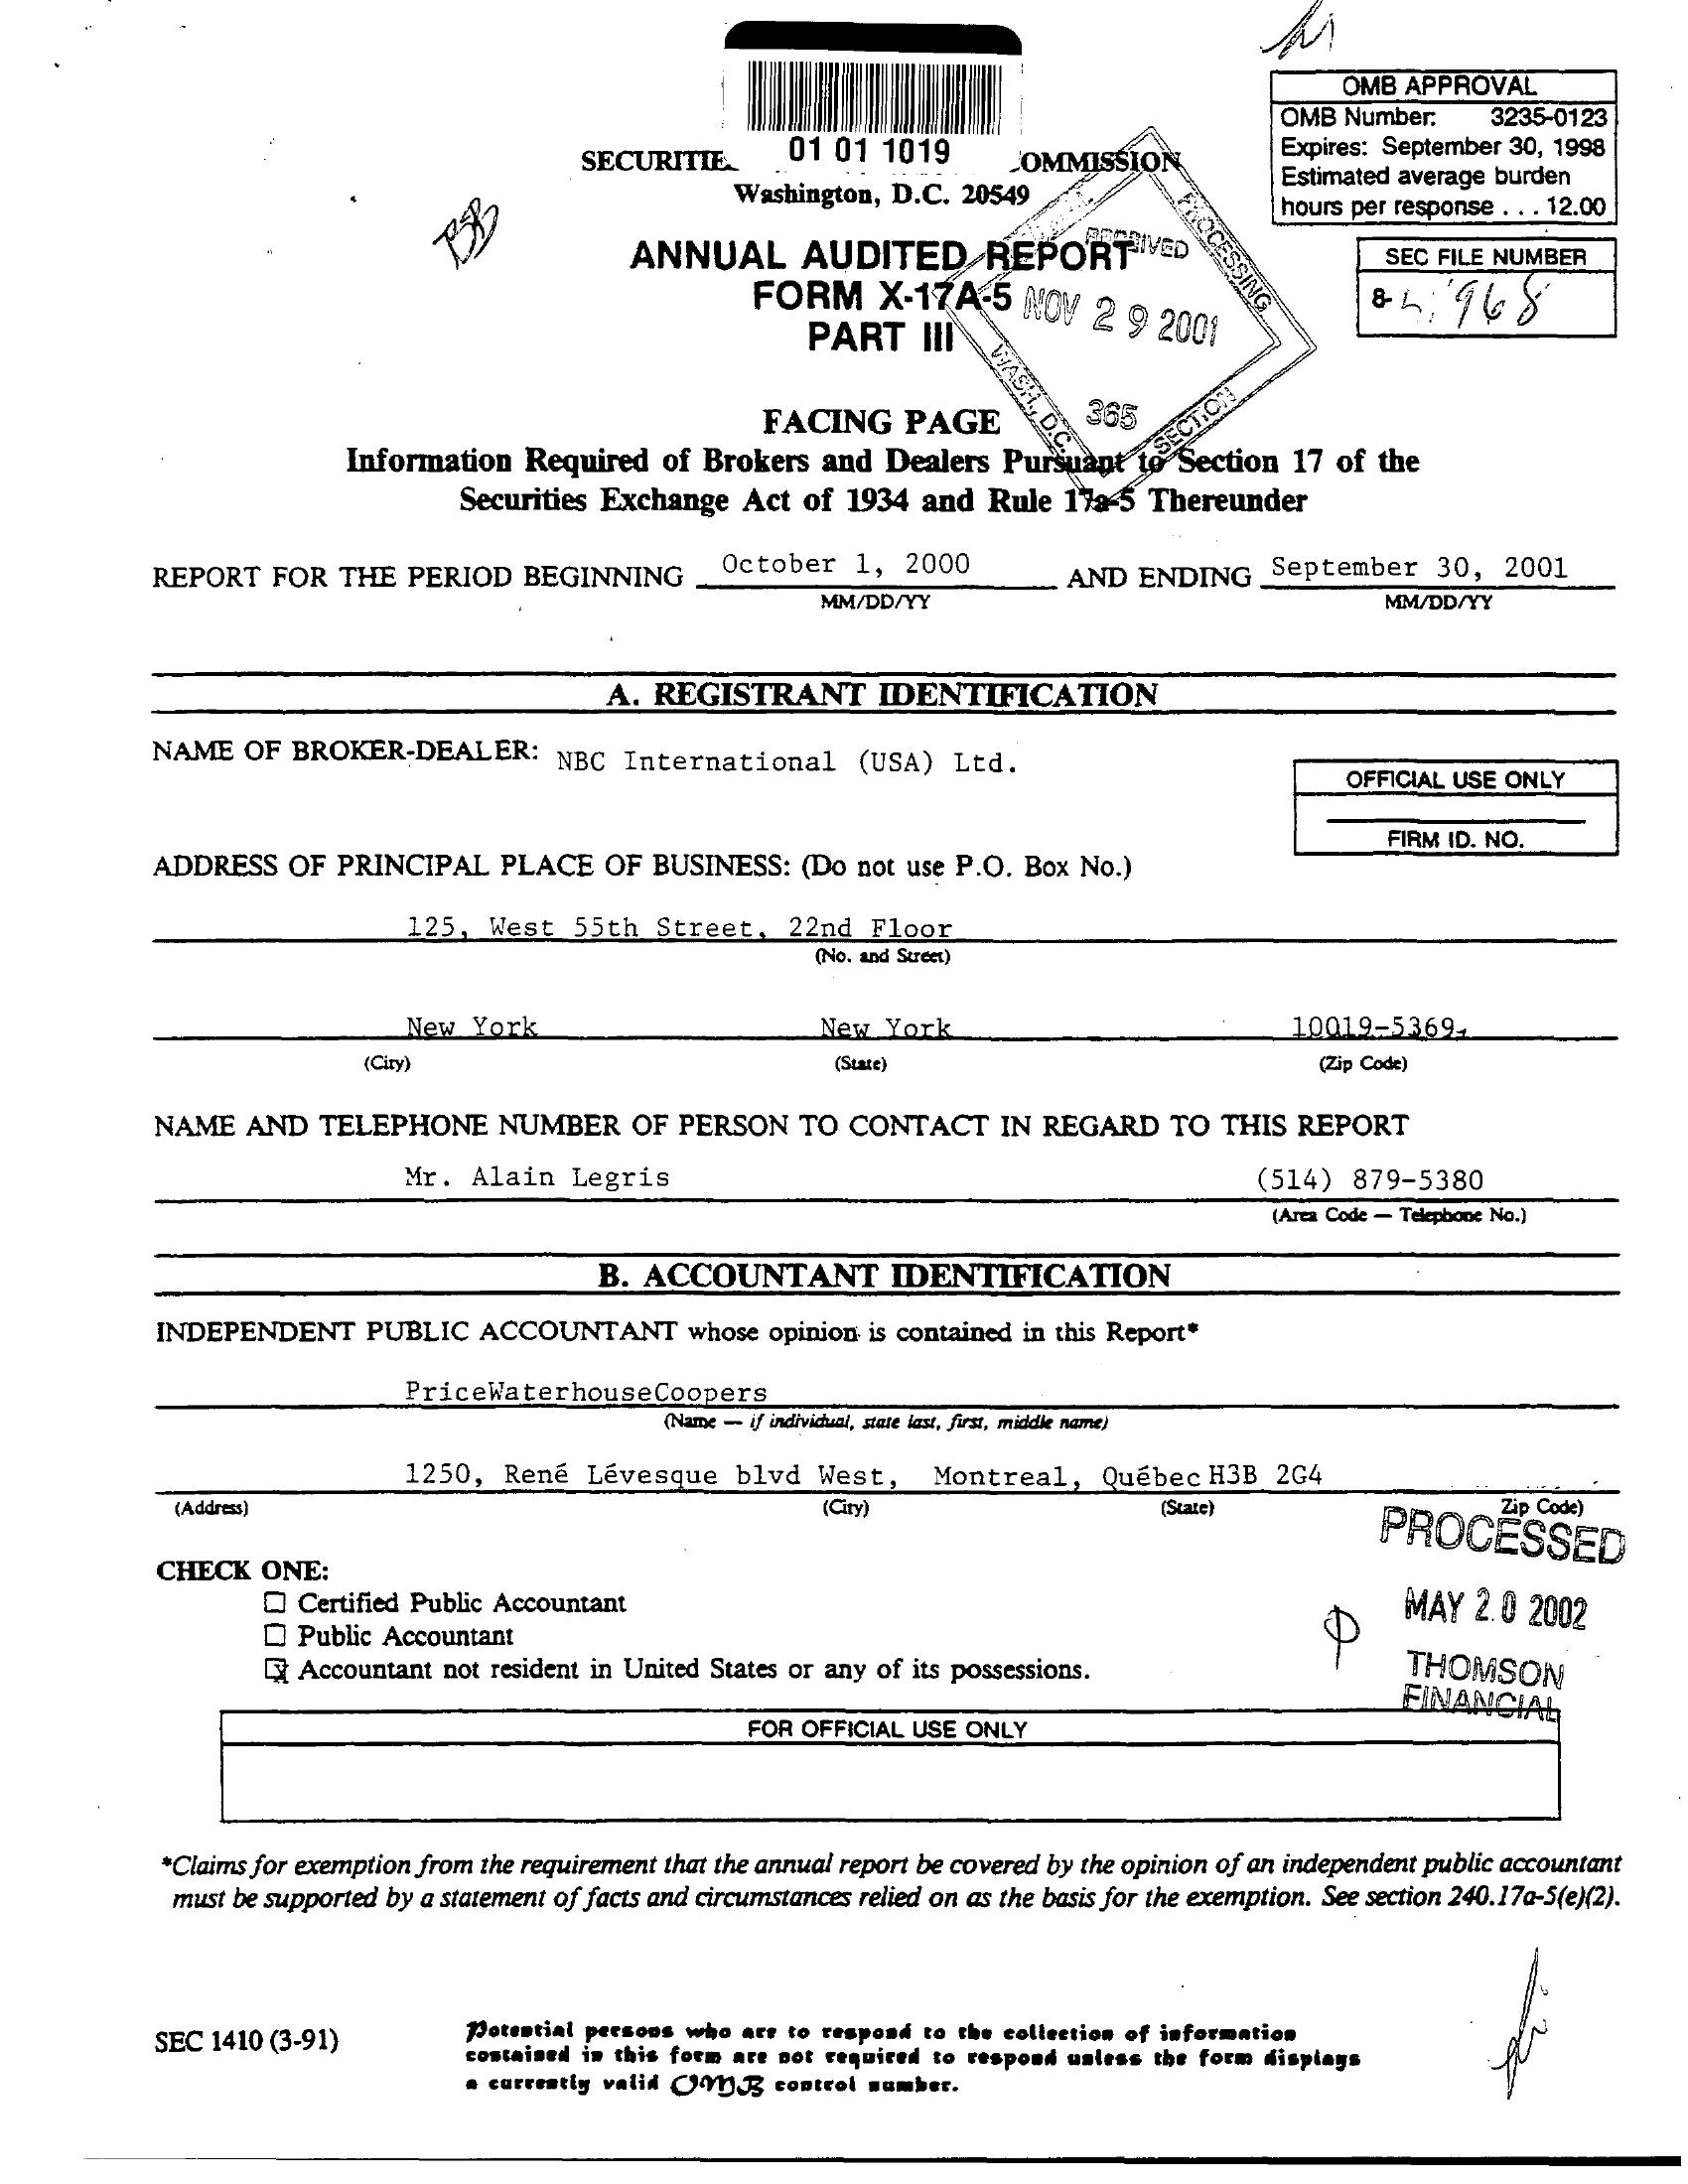 OMB APPROVAL
OMB Number: 3235-0123
Expires: September 30, 1998
Estimated average burden
hours per response . . . 12.00
01 01 1019
SECURITIE OMMISSION
Washington, D.C. 20549
ANNUAL AUDITED REPORT
FORM X-17A-5
PART III
RECEIVED
NOV 29 2001
365
PROCESSING
WASH, D.C.
SECTION
SEC FILE NUMBER
8-
FACING PAGE
Information Required of Brokers and Dealers Pursuant to Section 17 of the
Securities Exchange Act of 1934 and Rule 17a-5 Thereunder
REPORT FOR THE PERIOD BEGINNING October 1, 2000 AND ENDING September 30, 2001
MM/DD/YY MM/DD/YY
A. REGISTRANT IDENTIFICATION
NAME OF BROKER-DEALER: NBC International (USA) Ltd.
OFFICIAL USE ONLY
FIRM ID. NO.
ADDRESS OF PRINCIPAL PLACE OF BUSINESS: (Do not use P.O. Box No.)
125, West 55th Street, 22nd Floor
(No. and Street)
New York New York 10019-5369
(City) (State) (Zip Code)
NAME AND TELEPHONE NUMBER OF PERSON TO CONTACT IN REGARD TO THIS REPORT
Mr. Alain Legris (514) 879-5380
(Area Code — Telephone No.)
B. ACCOUNTANT IDENTIFICATION
INDEPENDENT PUBLIC ACCOUNTANT whose opinion is contained in this Report*
PriceWaterhouseCoopers
(Name — if individual, state last, first, middle name)
1250, René Lévesque blvd West, Montreal, Québec H3B 2G4
(Address) (City) (State) Zip Code)
PROCESSED
MAY 20 2002
THOMSON
FINANCIAL
CHECK ONE:
☐ Certified Public Accountant
☐ Public Accountant
☒ Accountant not resident in United States or any of its possessions.
FOR OFFICIAL USE ONLY
*Claims for exemption from the requirement that the annual report be covered by the opinion of an independent public accountant
must be supported by a statement of facts and circumstances relied on as the basis for the exemption. See section 240.17a-5(e)(2).
SEC 1410 (3-91)
Potential persons who are to respond to the collection of information
contained in this form are not required to respond unless the form displays
a currently valid OMB control number.